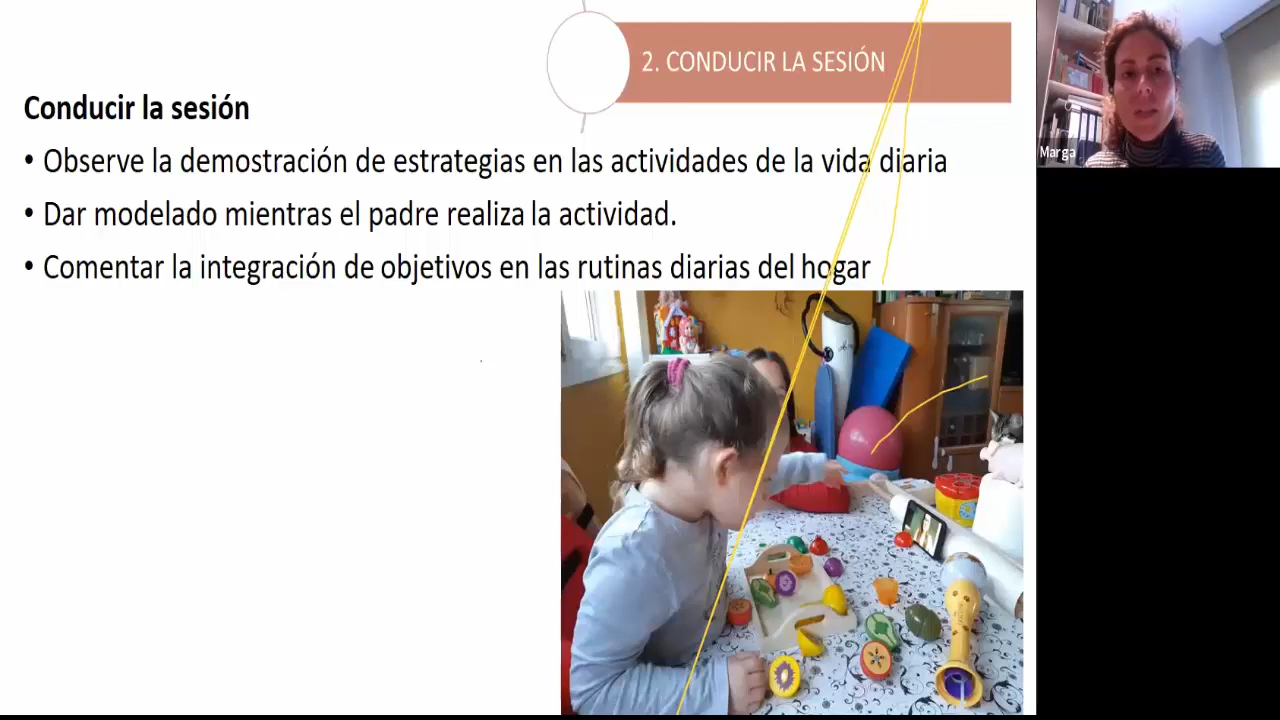 2. CONDUCIR LA SESIÓN
Conducir la sesión
• Observe la demostración de estrategias en las actividades de la vida diaria
• Dar modelado mientras el padre realiza la actividad.
• Comentar la integración de objetivos en las rutinas diarias del hogar
Marga